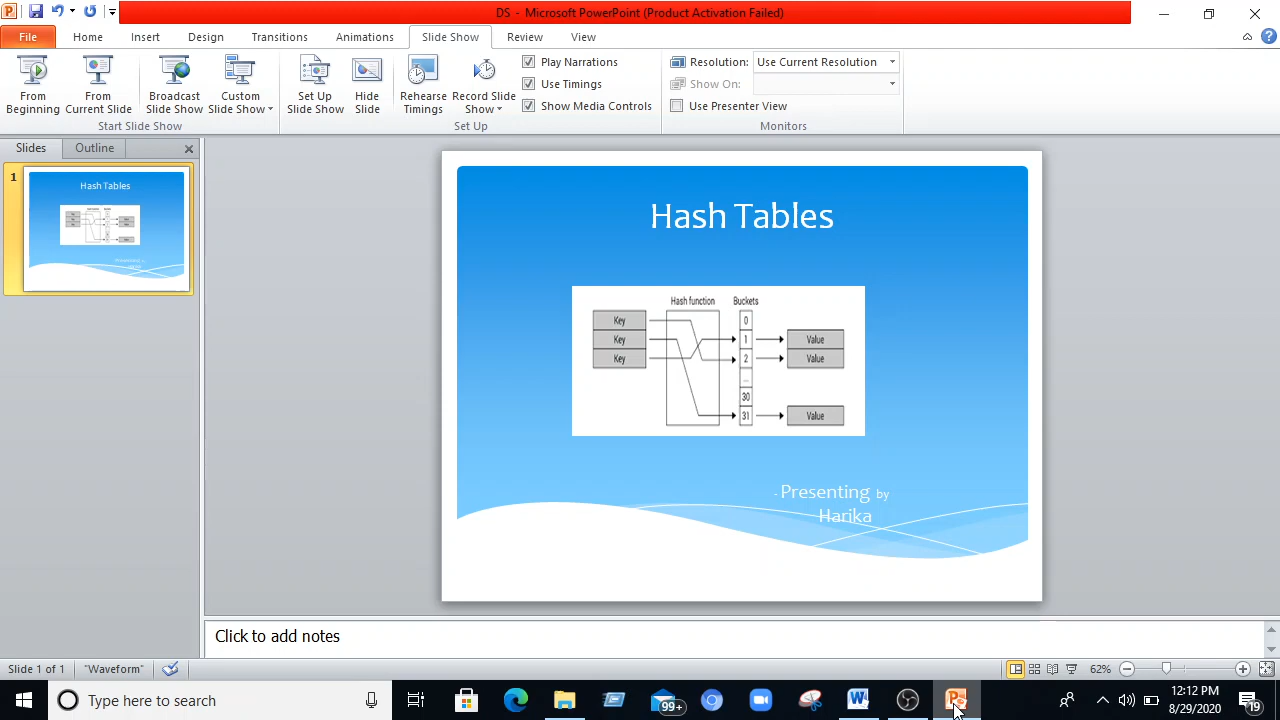 DS - Microsoft PowerPoint (Product Activation Failed)
File Home Insert Design Transitions Animations Slide Show Review View
From Beginning
From Current Slide
Broadcast Slide Show
Custom Slide Show
Set Up Slide Show
Hide Slide
Rehearse Timings
Record Slide Show
Play Narrations
Use Timings
Show Media Controls
Resolution: Use Current Resolution
Show On:
Use Presenter View
Start Slide Show
Set Up
Monitors
Slides Outline
1
Hash Tables
Hash Tables
Hash function Buckets
Key
Key
Key
0
1
2
...
30
31
Value
Value
Value
- Presenting by
Harika
Click to add notes
Slide 1 of 1 "Waveform" 62%
Type here to search
99+
12:12 PM
8/29/2020
19